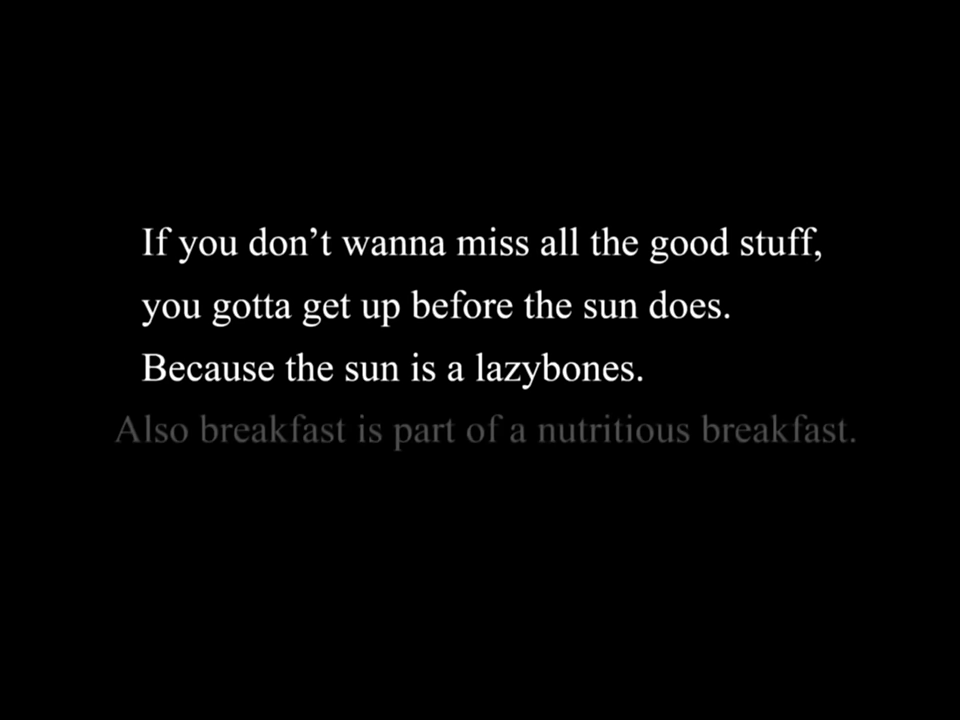 If you don’t wanna miss all the good stuff,
you gotta get up before the sun does.
Because the sun is a lazybones.
Also breakfast is part of a nutritious breakfast.